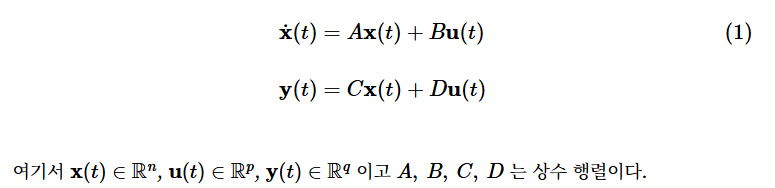 ẋ(t) = Ax(t) + Bu(t) (1)
y(t) = Cx(t) + Du(t)
여기서 x(t) ∈ ℝⁿ, u(t) ∈ ℝᵖ, y(t) ∈ ℝ^q 이고 A, B, C, D 는 상수 행렬이다.